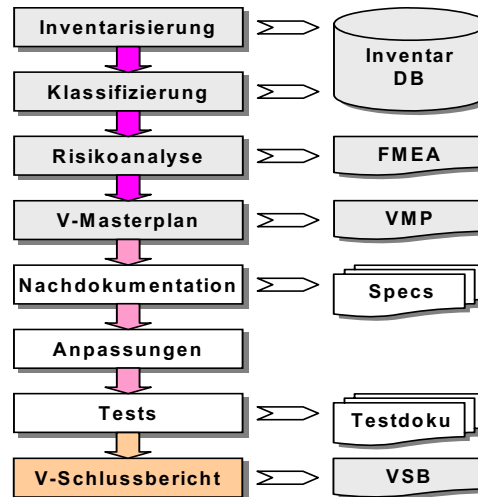 Inventarisierung
Inventar
DB
Klassifizierung
Risikoanalyse
FMEA
V-Masterplan
VMP
Nachdokumentation
Specs
Anpassungen
Tests
Testdoku
V-Schlussbericht
VSB